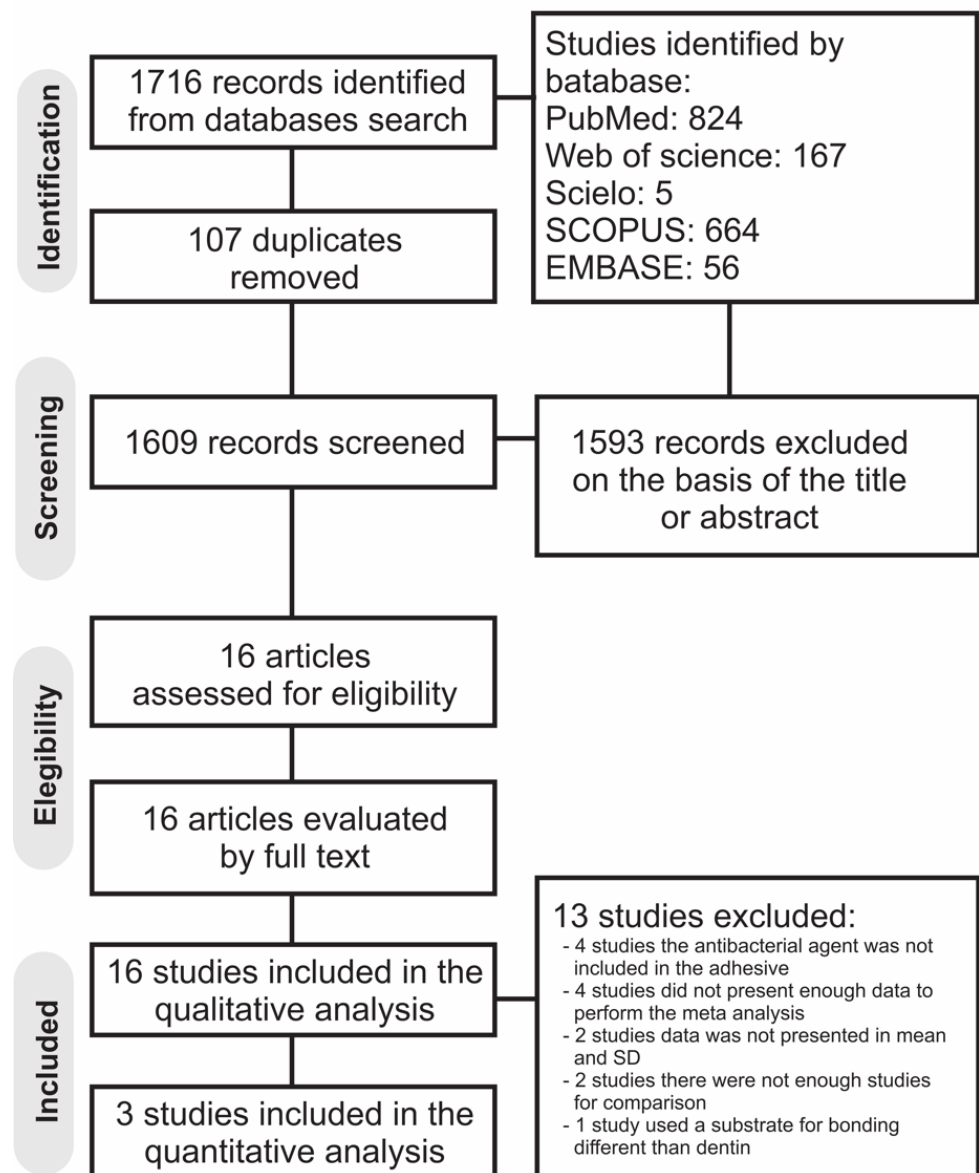 Identification
1716 records identified
from databases search
Studies identified by
batabase:
PubMed: 824
Web of science: 167
Scielo: 5
SCOPUS: 664
EMBASE: 56
107 duplicates
removed
Screening
1609 records screened
1593 records excluded
on the basis of the title
or abstract
Elegibility
16 articles
assessed for eligibility
16 articles evaluated
by full text
Included
16 studies included in the
qualitative analysis
13 studies excluded:
- 4 studies the antibacterial agent was not
included in the adhesive
- 4 studies did not present enough data to
perform the meta analysis
- 2 studies data was not presented in mean
and SD
- 2 studies there were not enough studies
for comparison
- 1 study used a substrate for bonding
different than dentin
3 studies included in the
quantitative analysis